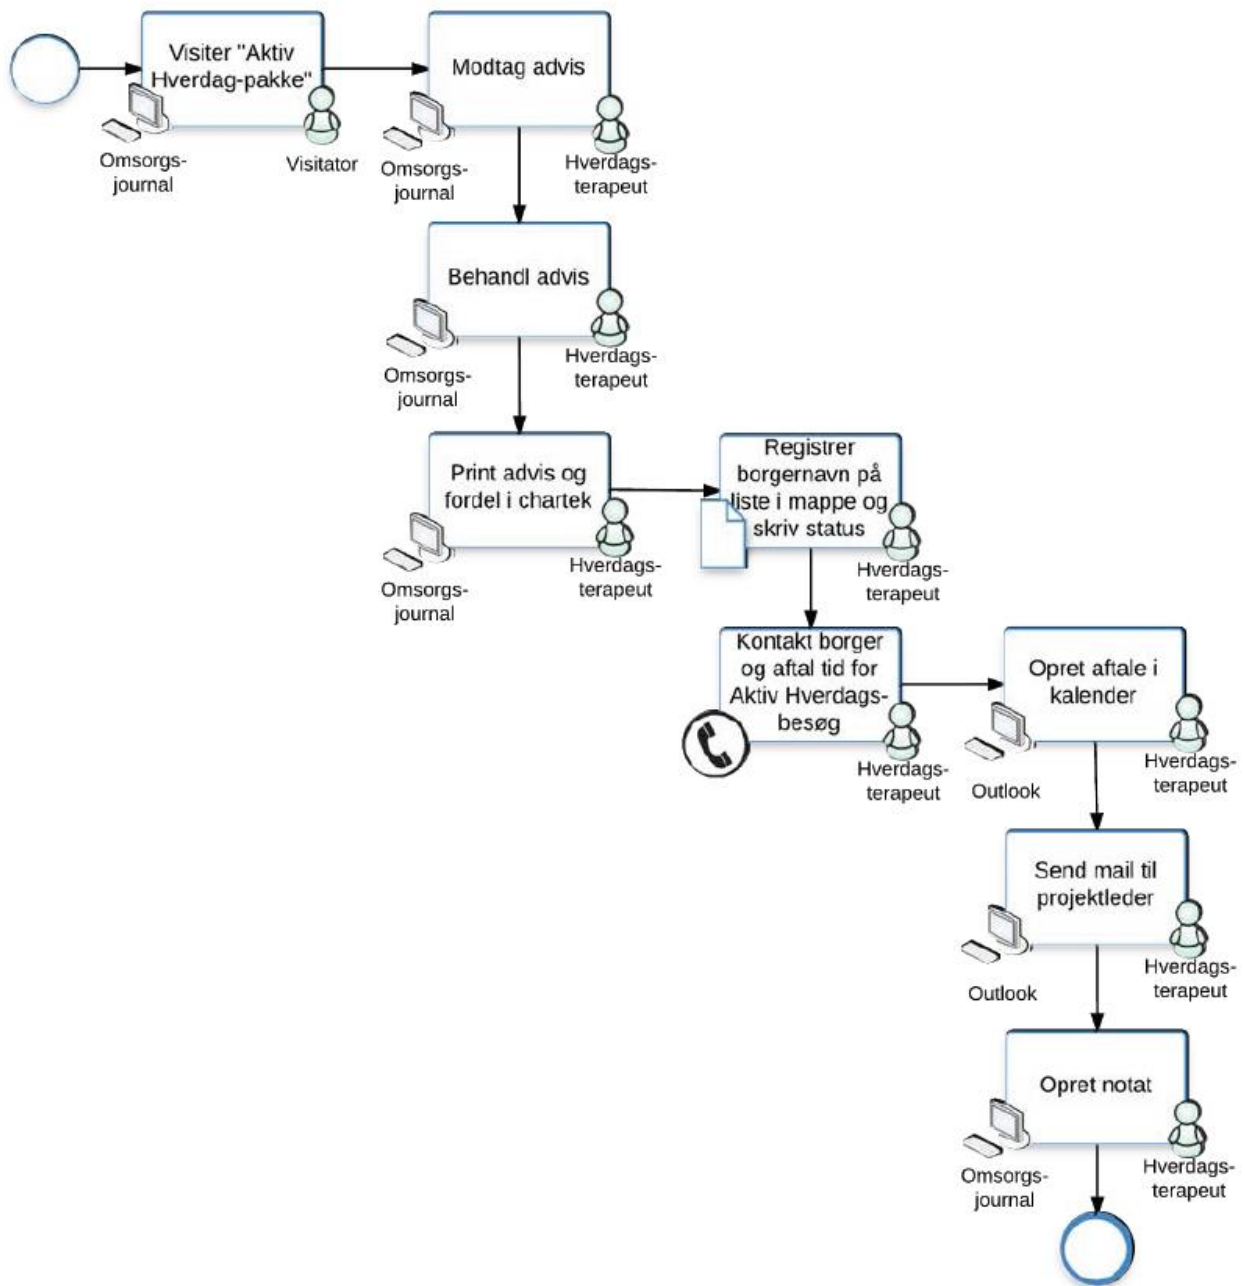 Visiter "Aktiv
Hverdag-pakke"
Omsorgs-
journal
Visitator
Modtag advis
Omsorgs-
journal
Hverdags-
terapeut
Behandl advis
Omsorgs-
journal
Hverdags-
terapeut
Print advis og
fordel i chartek
Omsorgs-
journal
Hverdags-
terapeut
Registrer
borgernavn på
liste i mappe og
skriv status
Hverdags-
terapeut
Kontakt borger
og aftal tid for
Aktiv Hverdags-
besøg
Hverdags-
terapeut
Opret aftale i
kalender
Outlook
Hverdags-
terapeut
Send mail til
projektleder
Outlook
Hverdags-
terapeut
Opret notat
Omsorgs-
journal
Hverdags-
terapeut